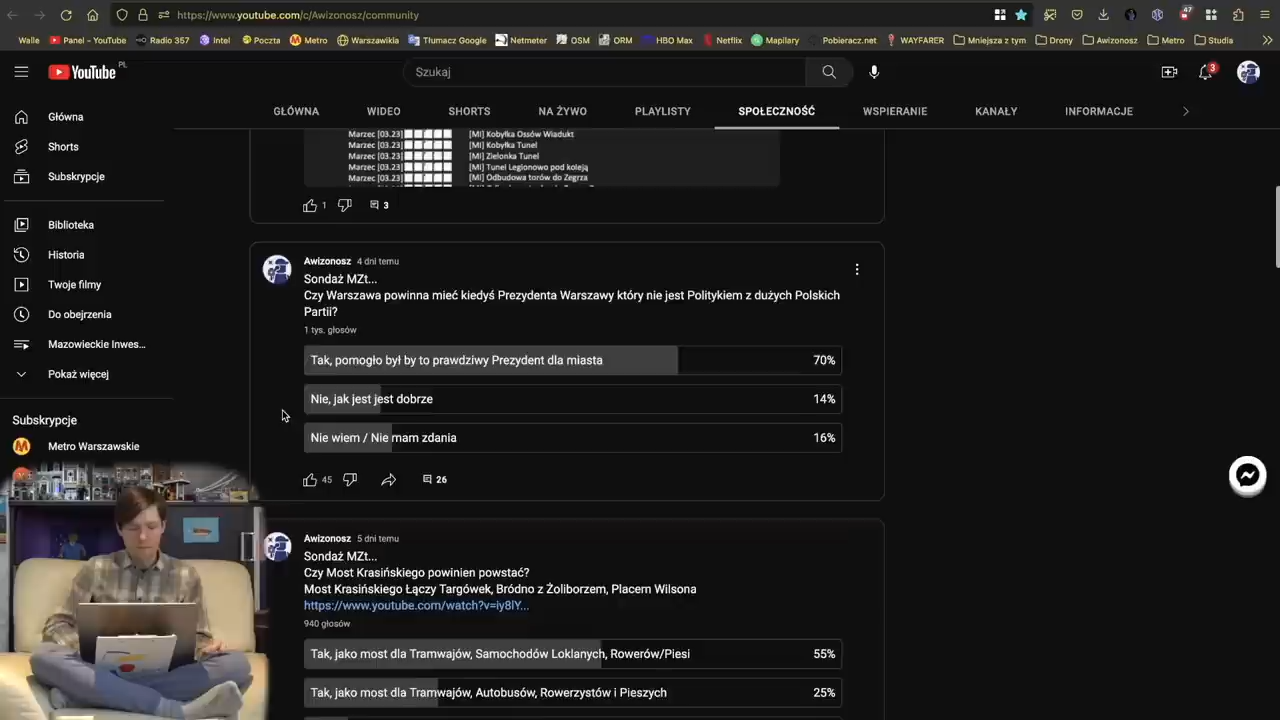 https://www.youtube.com/c/Awizonosz/community
47
Walle Panel – YouTube Radio 357 Intel Poczta Metro Warszawikia Tłumacz Google Netmeter OSM ORM HBO Max Netflix Mapilary Pobieracz.net WAYFARER Mniejsza z tym Drony Awizonosz Metro Studia
YouTube PL
Szukaj
3
GŁÓWNA WIDEO SHORTS NA ŻYWO PLAYLISTY SPOŁECZNOŚĆ WSPIERANIE KANAŁY INFORMACJE
Główna
Shorts
Subskrypcje
Biblioteka
Historia
Twoje filmy
Do obejrzenia
Mazowieckie Inwes...
Pokaż więcej
Subskrypcje
Metro Warszawskie
Marzec [03.23] [MI] Kobyłka Ossów Wiadukt
Marzec [03.23] [MI] Kobyłka Tunel
Marzec [03.23] [MI] Zielonka Tunel
Marzec [03.23] [MI] Tunel Legionowo pod koleją
Marzec [03.23] [MI] Odbudowa torów do Zegrza
1 3
Awizonosz 4 dni temu
Sondaż MZt...
Czy Warszawa powinna mieć kiedyś Prezydenta Warszawy który nie jest Politykiem z dużych Polskich
Partii?
1 tys. głosów
Tak, pomogło był by to prawdziwy Prezydent dla miasta 70%
Nie, jak jest jest dobrze 14%
Nie wiem / Nie mam zdania 16%
45 26
Awizonosz 5 dni temu
Sondaż MZt...
Czy Most Krasińskiego powinien powstać?
Most Krasińskiego Łączy Targówek, Bródno z Żoliborzem, Placem Wilsona
https://www.youtube.com/watch?v=iy8lY...
940 głosów
Tak, jako most dla Tramwajów, Samochodów Loklanych, Rowerów/Piesi 55%
Tak, jako most dla Tramwajów, Autobusów, Rowerzystów i Pieszych 25%